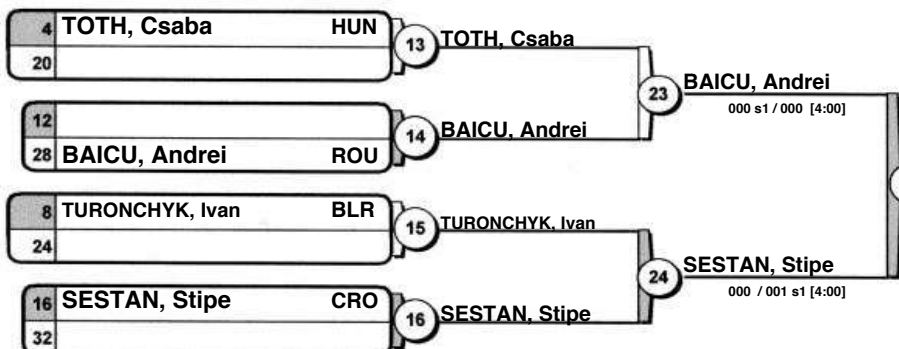 4 TOTH, Csaba HUN
20
13 TOTH, Csaba
23 BAICU, Andrei
000 s1 / 000 [4:00]
12
28 BAICU, Andrei ROU
14 BAICU, Andrei
8 TURONCHYK, Ivan BLR
24
15 TURONCHYK, Ivan
24 SESTAN, Stipe
000 / 001 s1 [4:00]
16 SESTAN, Stipe CRO
32
16 SESTAN, Stipe